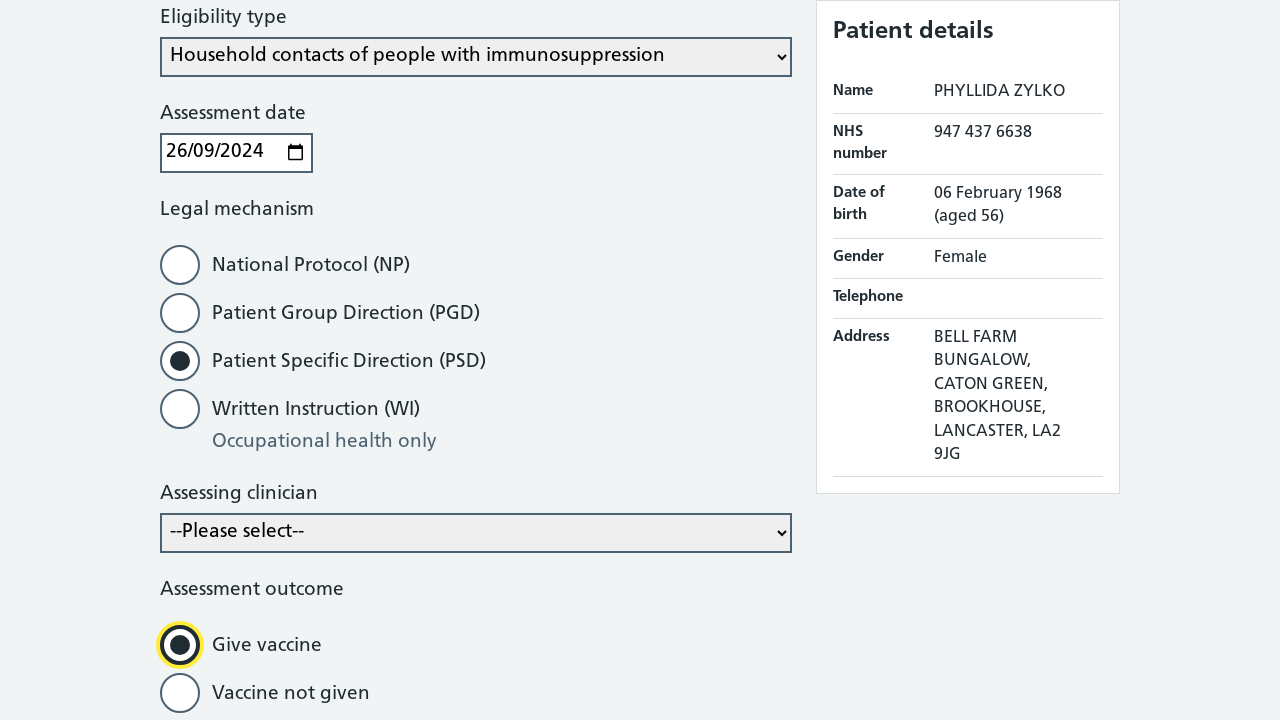 Eligibility type
Household contacts of people with immunosuppression
Assessment date
26/09/2024
Legal mechanism
National Protocol (NP)
Patient Group Direction (PGD)
Patient Specific Direction (PSD)
Written Instruction (WI)
Occupational health only
Assessing clinician
--Please select--
Assessment outcome
Give vaccine
Vaccine not given
Patient details
Name PHYLLIDA ZYLKO
NHS number 947 437 6638
Date of birth 06 February 1968 (aged 56)
Gender Female
Telephone
Address BELL FARM
BUNGALOW,
CATON GREEN,
BROOKHOUSE,
LANCASTER, LA2
9JG